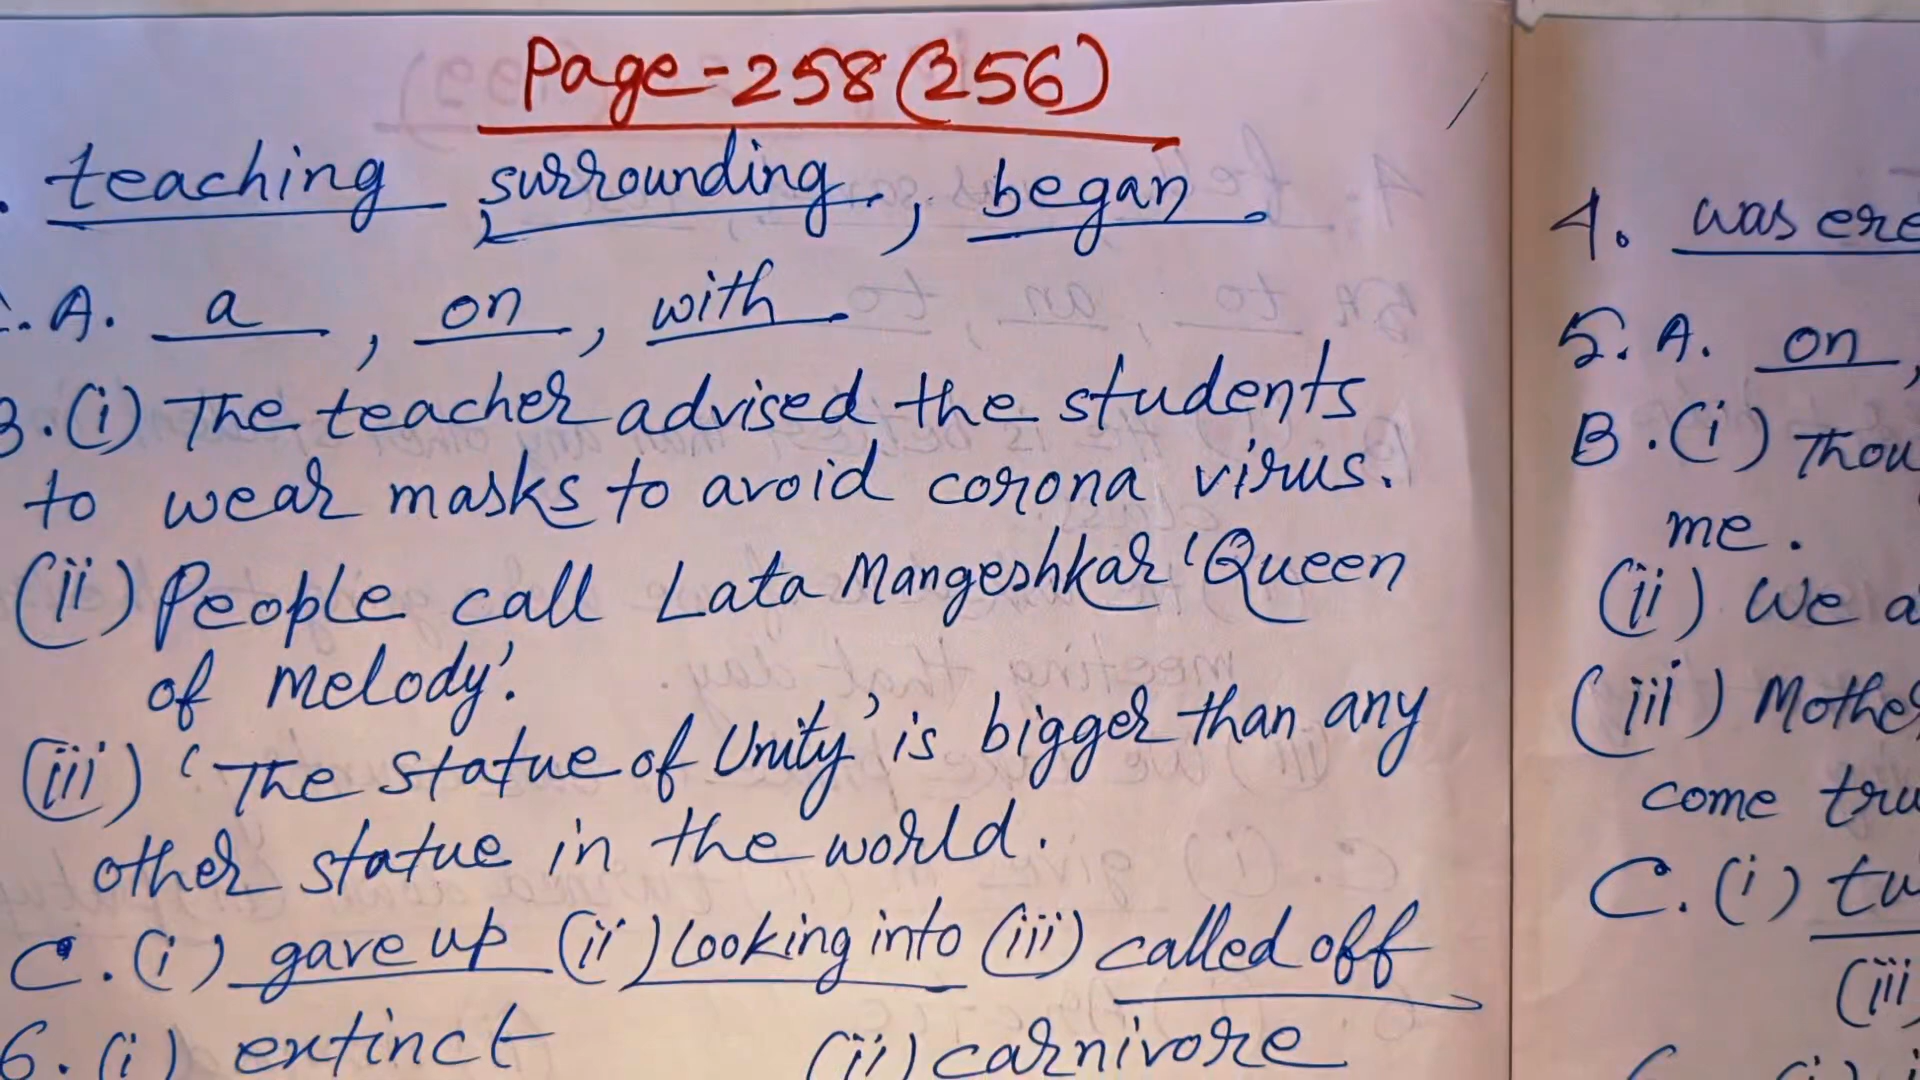 Page-258(256)
. teaching, surrounding, began.
A. a, on, with
B.(i) The teacher advised the students
to wear masks to avoid corona virus.
(ii) People call Lata Mangeshkar 'Queen
of Melody'.
(iii) 'The Statue of Unity' is bigger than any
other statue in the world.
C.(i) gave up (ii) looking into (iii) called off
6.(i) extinct (ii) carnivore
4. was
5. A. on,
B.(i)
me.
(ii) We
(iii)
come
C.(i)
(iii)